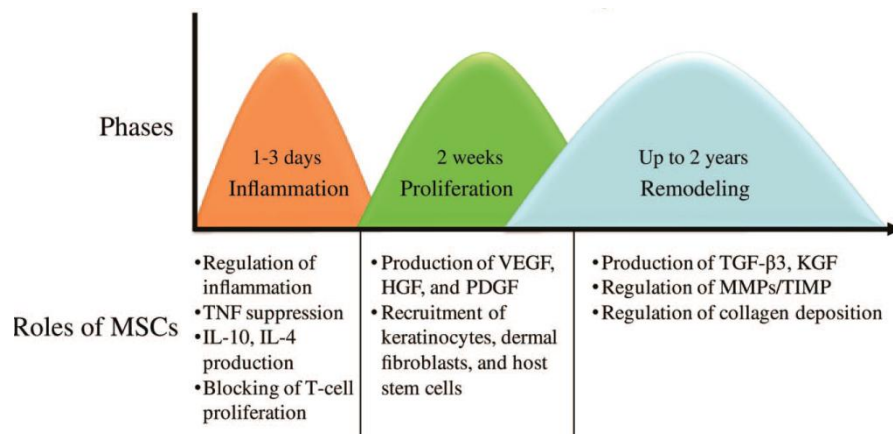 Phases
1-3 days
Inflammation
2 weeks
Proliferation
Up to 2 years
Remodeling
Roles of MSCs
•Regulation of
inflammation
•TNF suppression
•IL-10, IL-4
production
•Blocking of T-cell
proliferation
•Production of VEGF,
HGF, and PDGF
•Recruitment of
keratinocytes, dermal
fibroblasts, and host
stem cells
•Production of TGF-β3, KGF
•Regulation of MMPs/TIMP
•Regulation of collagen deposition